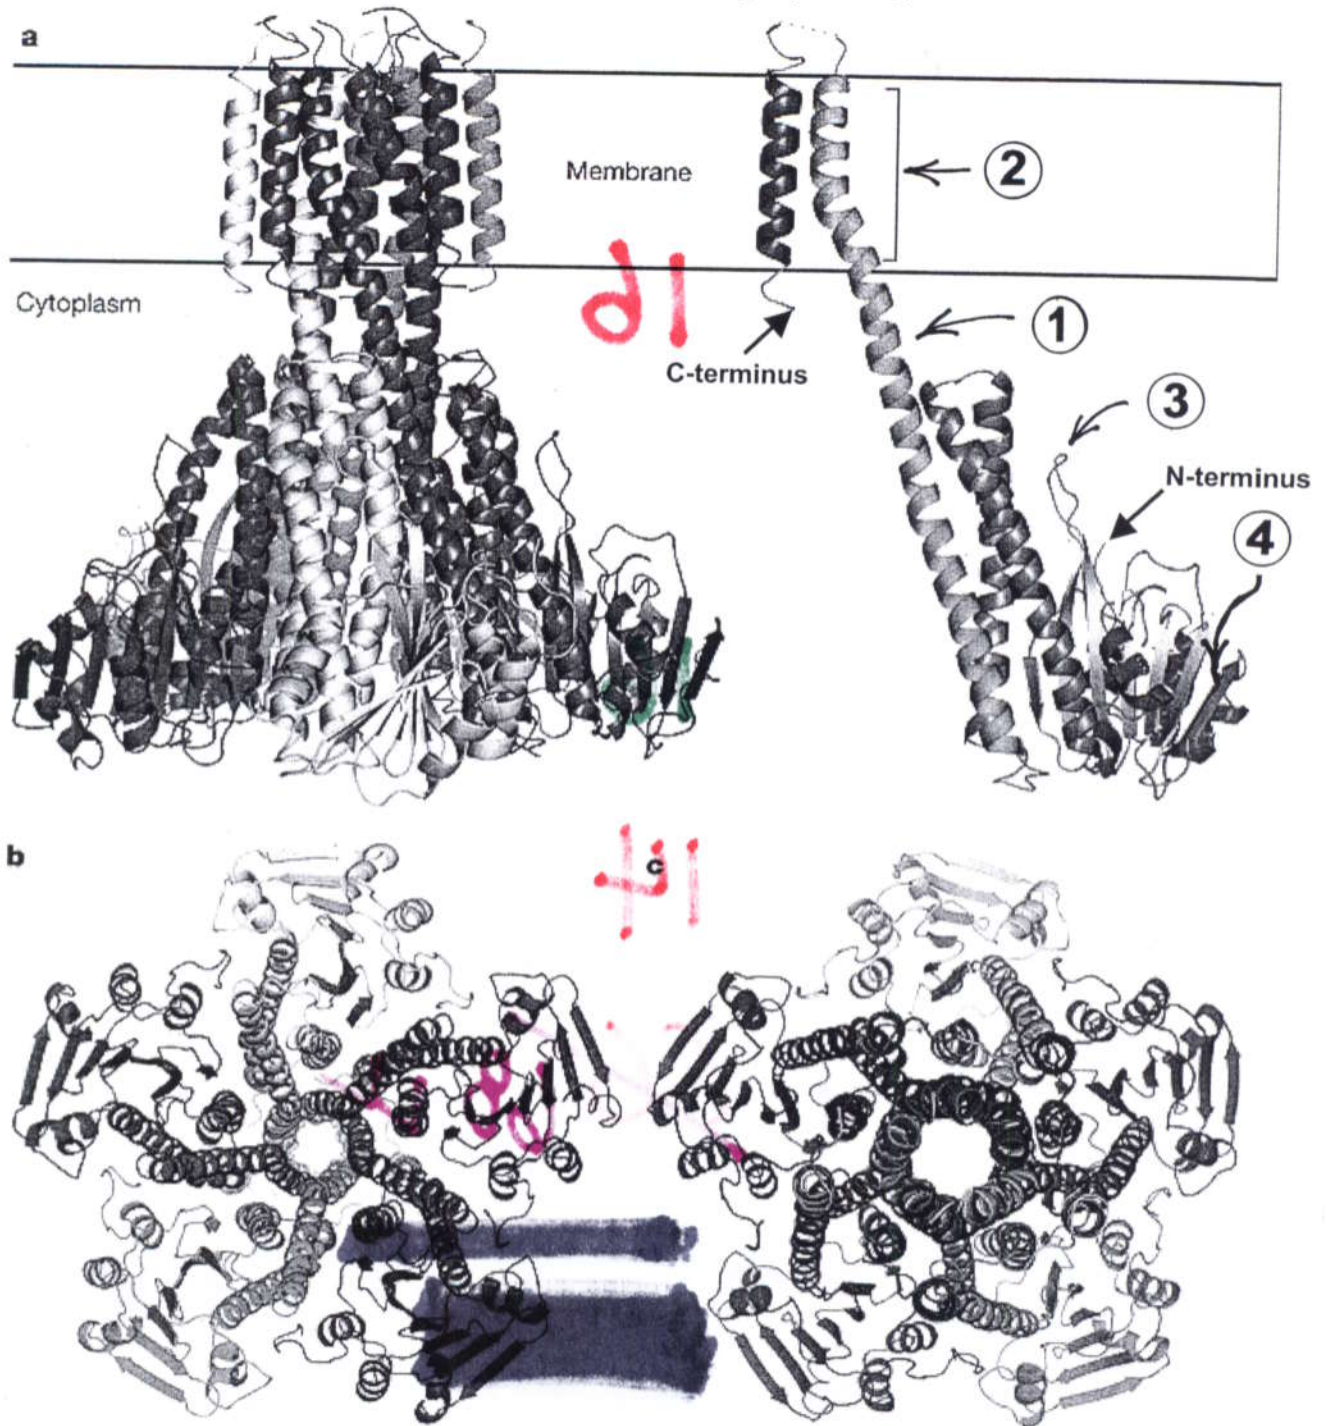 a
Membrane
②
Cytoplasm
①
C-terminus
③
N-terminus
④
b
c